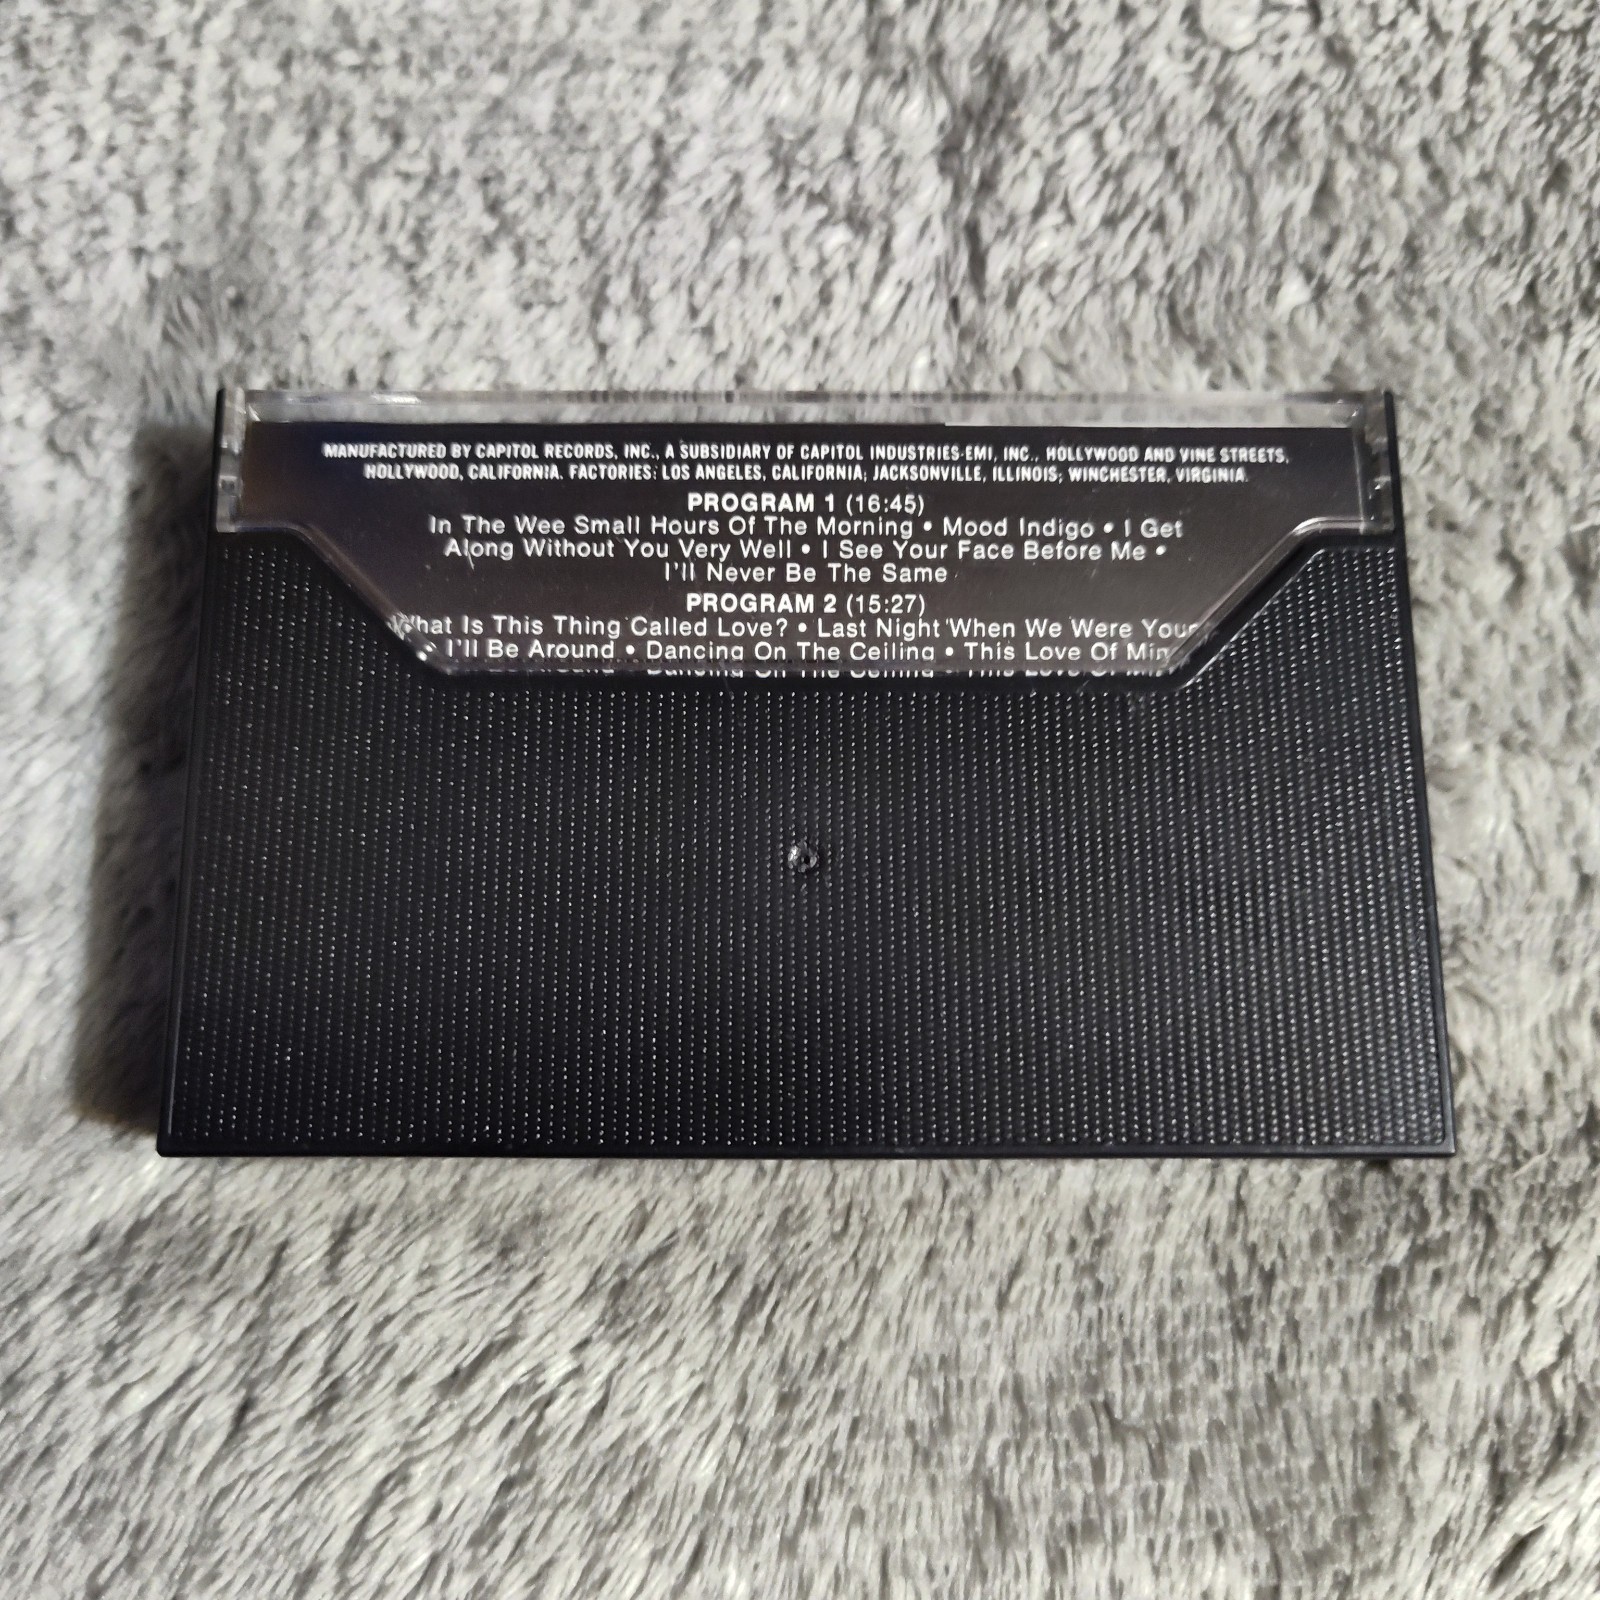 MANUFACTURED BY CAPITOL RECORDS, INC., A SUBSIDIARY OF CAPITOL INDUSTRIES-EMI, INC., HOLLYWOOD AND VINE STREETS,
HOLLYWOOD, CALIFORNIA. FACTORIES: LOS ANGELES, CALIFORNIA; JACKSONVILLE, ILLINOIS; WINCHESTER, VIRGINIA.
PROGRAM 1 (16:45)
In The Wee Small Hours Of The Morning • Mood Indigo • I Get
Along Without You Very Well • I See Your Face Before Me •
I'll Never Be The Same
PROGRAM 2 (15:27)
What Is This Thing Called Love? • Last Night When We Were Your
• I'll Be Around • Dancing On The Ceiling • This Love Of Min